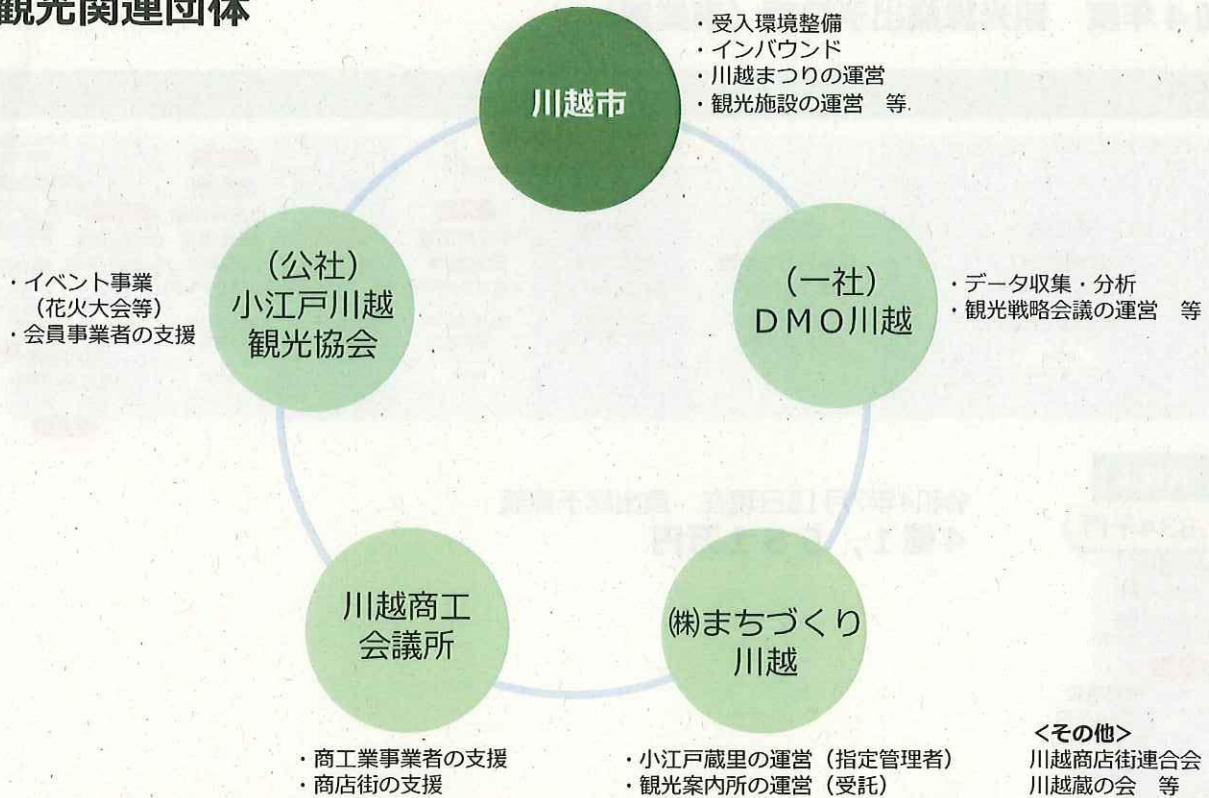 観光関連団体
川越市
・受入環境整備
・インバウンド
・川越まつりの運営
・観光施設の運営　等
(一社)
DMO川越
・データ収集・分析
・観光戦略会議の運営　等
㈱まちづくり
川越
・小江戸蔵里の運営（指定管理者）
・観光案内所の運営（受託）
川越商工
会議所
・商工業事業者の支援
・商店街の支援
(公社)
小江戸川越
観光協会
・イベント事業
（花火大会等）
・会員事業者の支援
<その他>
川越商店街連合会
川越蔵の会　等